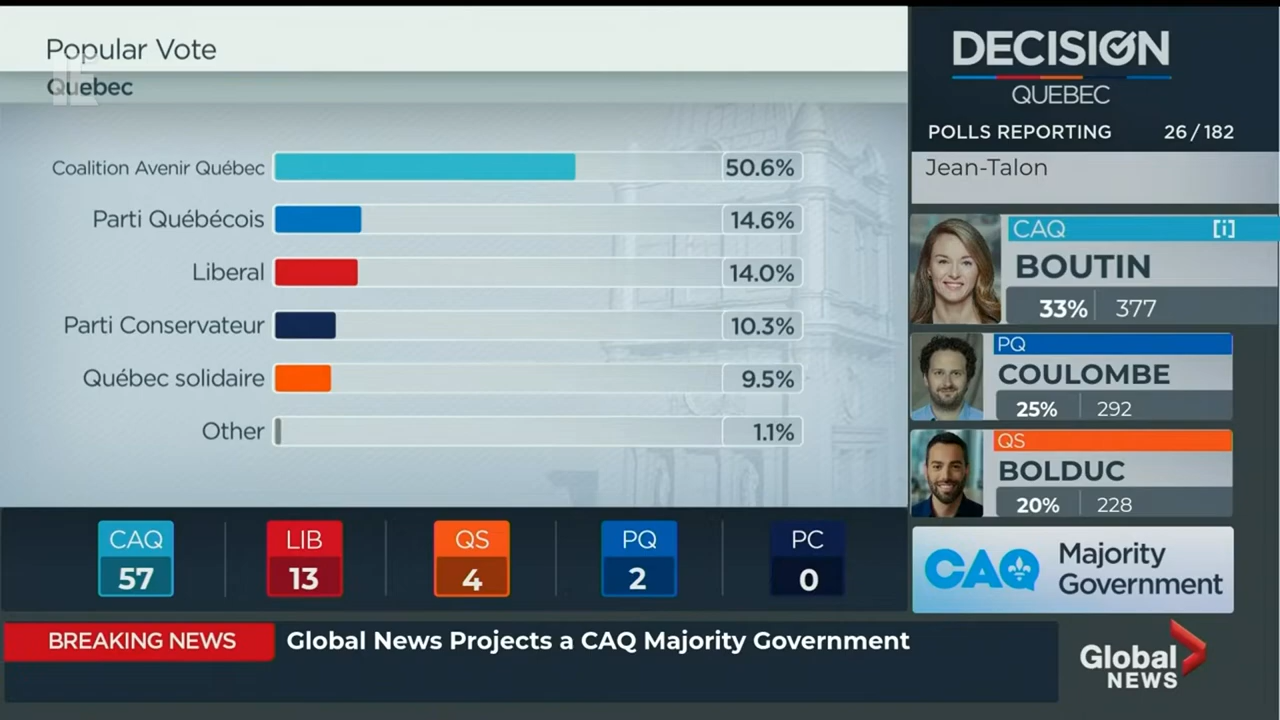 Popular Vote
Quebec
Coalition Avenir Québec 50.6%
Parti Québécois 14.6%
Liberal 14.0%
Parti Conservateur 10.3%
Québec solidaire 9.5%
Other 1.1%
CAQ LIB QS PQ PC
57 13 4 2 0
DECISION
QUEBEC
POLLS REPORTING 26 / 182
Jean-Talon
CAQ [i]
BOUTIN
33% 377
PQ
COULOMBE
25% 292
QS
BOLDUC
20% 228
CAQ Majority
Government
BREAKING NEWS Global News Projects a CAQ Majority Government
Global
NEWS